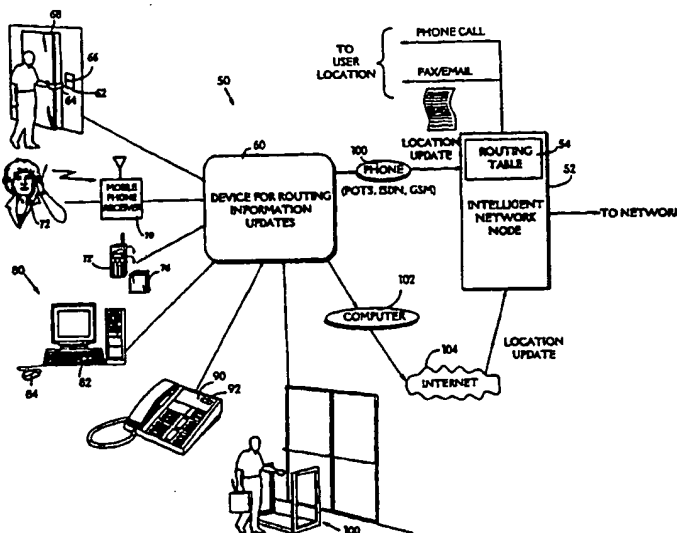 68
66
62
64
50
TO
USER
LOCATION
PHONE CALL
FAX/EMAIL
60
DEVICE FOR ROUTING
INFORMATION
UPDATES
100
PHONE
(POTS, ISDN, GSM)
LOCATION
UPDATE
ROUTING
TABLE
54
52
INTELLIGENT
NETWORK
NODE
TO NETWORK
72
MOBILE
PHONE
RECEIVER
70
80
82
84
90
92
102
COMPUTER
104
INTERNET
LOCATION
UPDATE
100